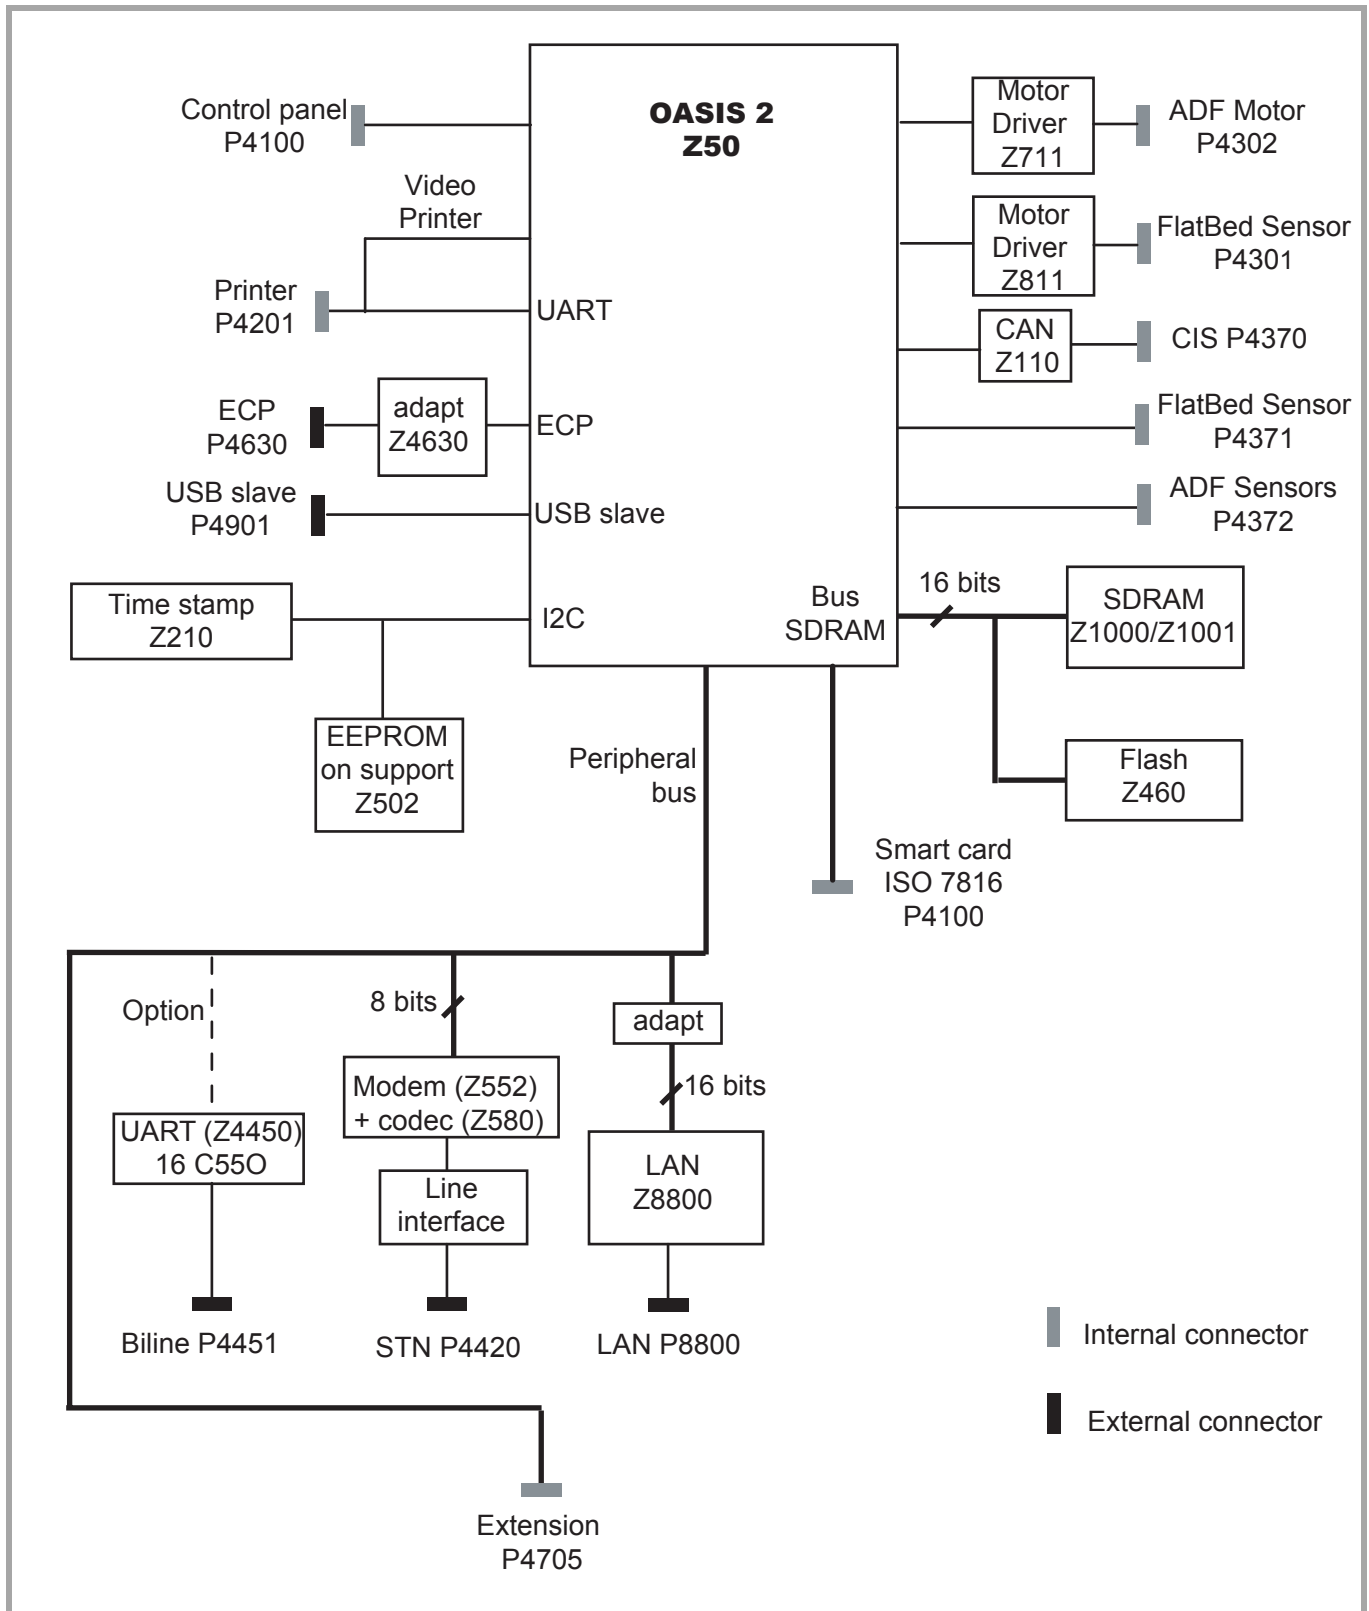 OASIS 2
Z50
Control panel
P4100
Video
Printer
Printer
P4201
UART
ECP
P4630
adapt
Z4630
ECP
USB slave
P4901
USB slave
Time stamp
Z210
I2C
EEPROM
on support
Z502
Motor
Driver
Z711
ADF Motor
P4302
Motor
Driver
Z811
FlatBed Sensor
P4301
CAN
Z110
CIS P4370
FlatBed Sensor
P4371
ADF Sensors
P4372
Bus
SDRAM
16 bits
SDRAM
Z1000/Z1001
Flash
Z460
Peripheral
bus
Smart card
ISO 7816
P4100
Option
8 bits
adapt
16 bits
UART (Z4450)
16 C55O
Modem (Z552)
+ codec (Z580)
Line
interface
LAN
Z8800
Biline P4451
STN P4420
LAN P8800
Internal connector
External connector
Extension
P4705